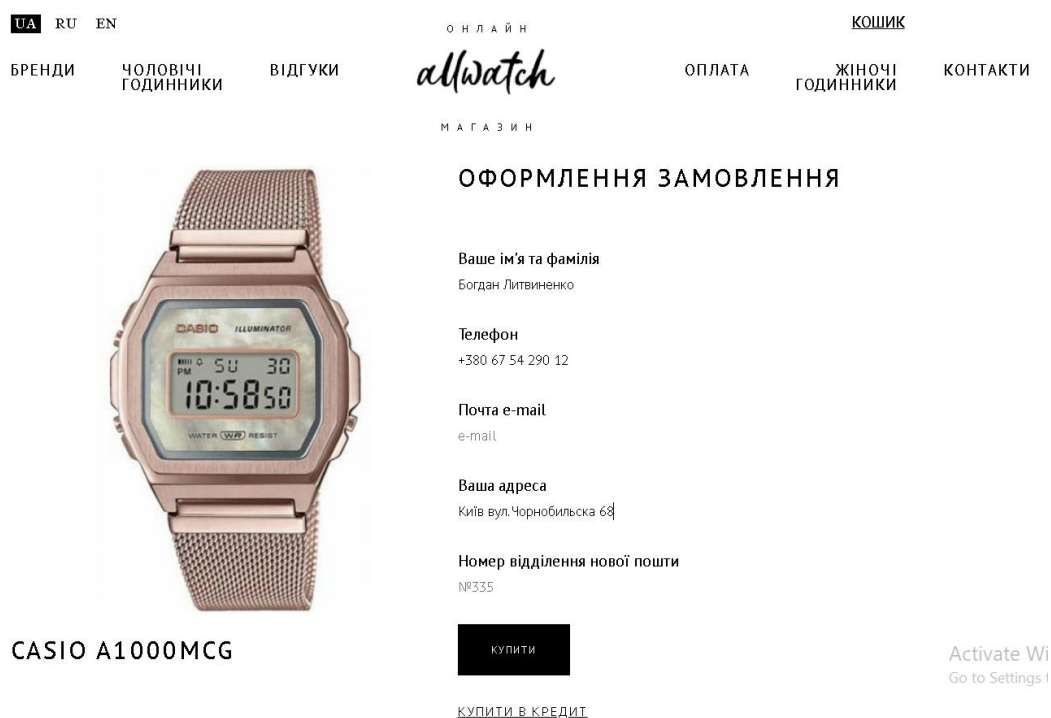 UA RU EN
ОНЛАЙН
КОШИК
БРЕНДИ
ЧОЛОВІЧІ
ГОДИННИКИ
ВІДГУКИ
allwatch
ОПЛАТА
ЖІНОЧІ
ГОДИННИКИ
КОНТАКТИ
МАГАЗИН
ОФОРМЛЕННЯ ЗАМОВЛЕННЯ
CASIO ILLUMINATOR
SU 30
PM
10:58 50
WATER WR RESIST
CASIO A1000MCG
Ваше ім'я та фамілія
Богдан Литвиненко
Телефон
+380 67 54 290 12
Почта e-mail
e-mail
Ваша адреса
Київ вул.Чорнобильска 68
Номер відділення нової пошти
№335
КУПИТИ
КУПИТИ В КРЕДИТ
Activate Wi
Go to Settings t